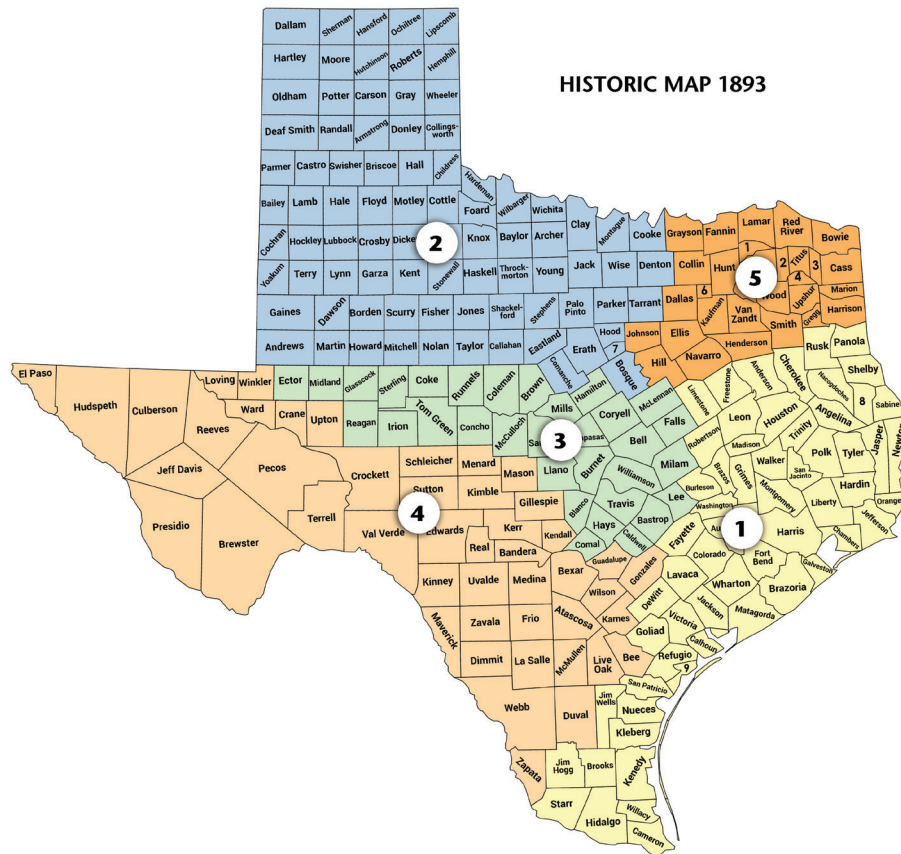 HISTORIC MAP 1893
Dallam
Sherman
Hansford
Ochiltree
Lipscomb
Hartley
Moore
Hutchinson
Roberts
Hemphill
Oldham
Potter
Carson
Gray
Wheeler
Deaf Smith
Randall
Armstrong
Donley
Collings-
worth
Parmer
Castro
Swisher
Briscoe
Hall
Childress
Hardeman
Bailey
Lamb
Hale
Floyd
Motley
Cottle
Foard
Wilbarger
Wichita
Clay
Montague
Cooke
Grayson
Fannin
Lamar
Red
River
Bowie
Cochran
Hockley
Lubbock
Crosby
Dicke
2
Knox
Baylor
Archer
Jack
Wise
Denton
Collin
Hunt
1
5
2
Titus
3
4
Cass
Yoakum
Terry
Lynn
Garza
Kent
Stonewall
Haskell
Throck-
morton
Young
Gaines
Dawson
Borden
Scurry
Fisher
Jones
Shackel-
ford
Stephens
Palo
Pinto
Parker
Tarrant
Dallas
6
Kaufman
Van
Zandt
ood
Upshur
Marion
Harrison
Gregg
Smith
Andrews
Martin
Howard
Mitchell
Nolan
Taylor
Callahan
Eastland
Erath
Hood
7
Johnson
Ellis
Henderson
Comanche
Bosque
Hill
Navarro
Rusk
Panola
El Paso
Hudspeth
Culberson
Reeves
Loving
Winkler
Ward
Crane
Upton
Ector
Midland
Glasscock
Sterling
Coke
Runnels
Coleman
Brown
Reagan
Irion
Tom Green
Concho
McCulloch
Mills
Hamilton
Coryell
McLennan
Falls
Limestone
Freestone
Anderson
Cherokee
Nacogdoches
Shelby
8
Sabine
Sa
3
pasas
Bell
Robertson
Leon
Houston
Angelina
Trinity
Madison
Jeff Davis
Pecos
Crockett
Schleicher
Menard
Mason
Llano
Burnet
Williamson
Milam
Brazos
Grimes
Walker
San
Jacinto
Polk
Tyler
Jasper
Newton
Presidio
Brewster
Terrell
Sutton
Kimble
Gillespie
Blanco
Travis
Lee
Burleson
Washington
Montgomery
Liberty
Hardin
Orange
Jefferson
4
Val Verde
Edwards
Kerr
Kendall
Hays
Bastrop
Comal
Caldwell
Fayette
Au
1
Harris
Chambers
Real
Bandera
Colorado
Fort
Bend
Galveston
Kinney
Uvalde
Medina
Bexar
Guadalupe
Gonzales
Lavaca
Wharton
Brazoria
Wilson
DeWitt
Jackson
Matagorda
Maverick
Zavala
Frio
Atascosa
Karnes
Victoria
Goliad
Calhoun
Dimmit
La Salle
McMullen
Live
Oak
Bee
Refugio
9
San Patricio
Webb
Duval
Jim
Wells
Nueces
Kleberg
Zapata
Jim
Hogg
Brooks
Kenedy
Starr
Hidalgo
Willacy
Cameron